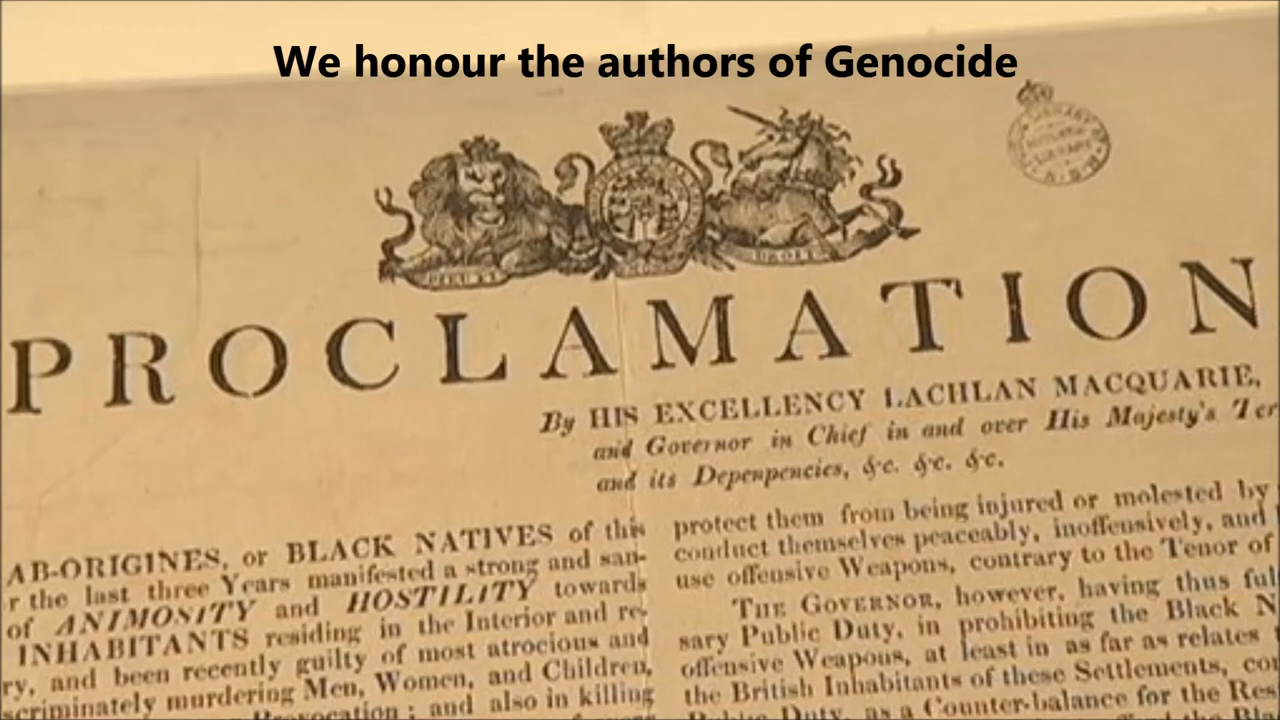 We honour the authors of Genocide
PROCLAMATION
By HIS EXCELLENCY LACHLAN MACQUARIE,
and Governor in Chief in and over His Majesty's Ter
and its Depenpencies, &c. &c. &c.
AB-ORIGINES, or BLACK NATIVES of this
r the last three Years manifested a strong and san-
of ANIMOSITY and HOSTILITY towards
INHABITANTS residing in the Interior and re-
ry, and been recently guilty of most atrocious and
scriminately murdering Men, Women, and Children,
Provocation; and also in killing
protect them from being injured or molested by
conduct themselves peaceably, inoffensively, and
use offensive Weapons, contrary to the Tenor of
THE GOVERNOR, however, having thus ful
sary Public Duty, in prohibiting the Black N
offensive Weapons, at least in as far as relates
the British Inhabitants of these Settlements, con
Public Duty, as a Counter-balance for the Res